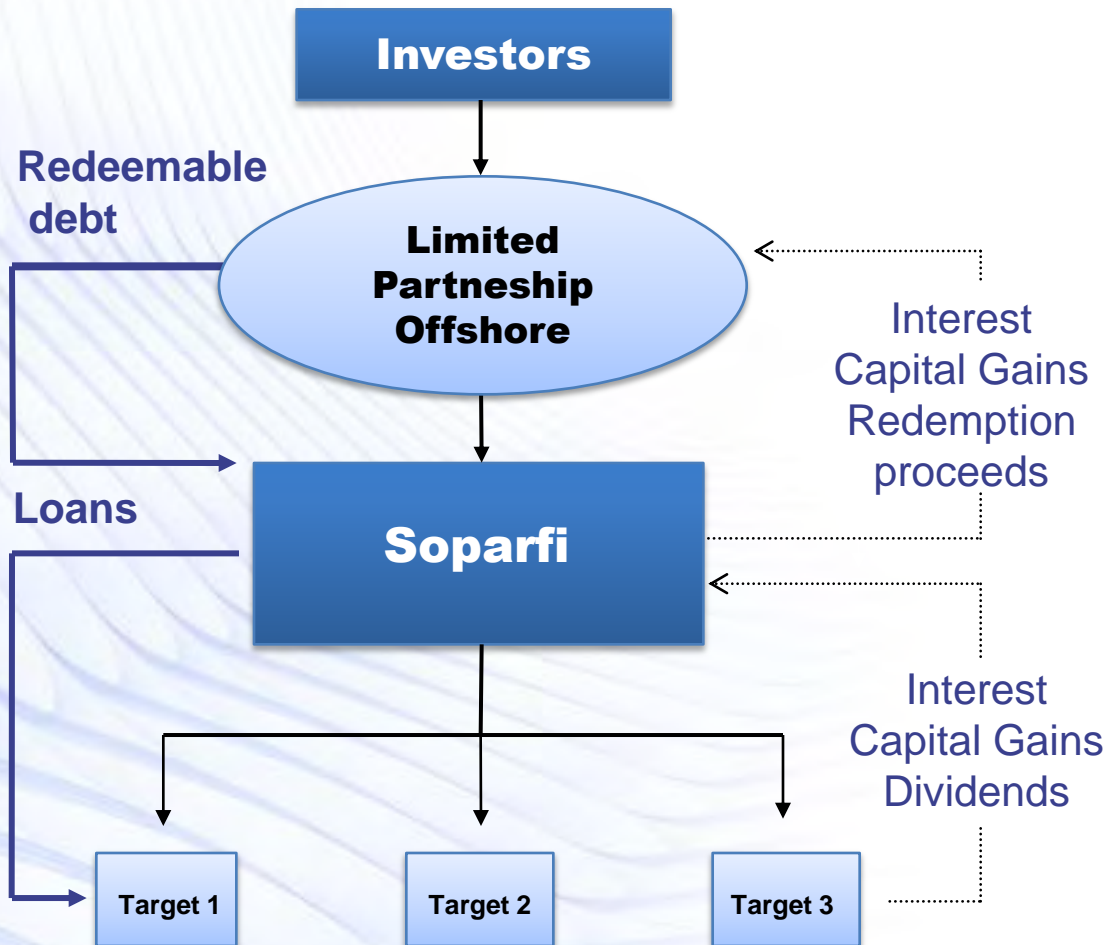 Investors
Redeemable
debt
Limited
Partneship
Offshore
Interest
Capital Gains
Redemption
proceeds
Loans
Soparfi
Interest
Capital Gains
Dividends
Target 1
Target 2
Target 3